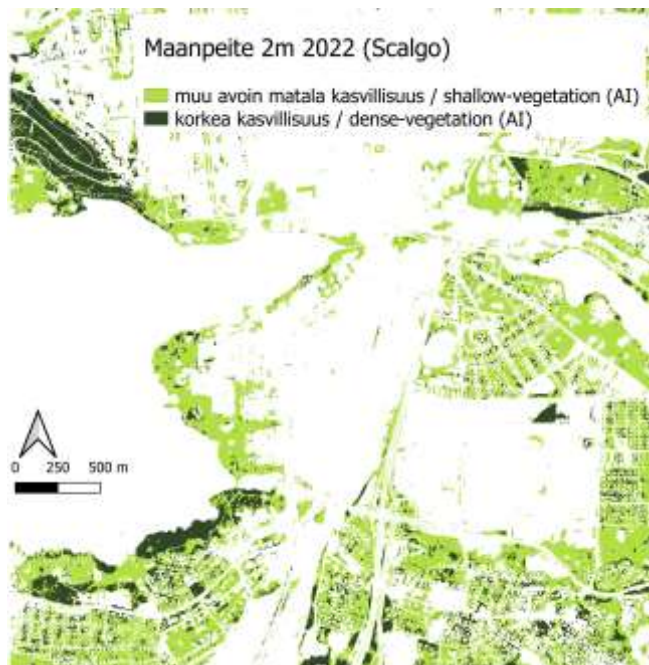 Maanpeite 2m 2022 (Scalgo)
muu avoin matala kasvillisuus / shallow-vegetation (AI)
korkea kasvillisuus / dense-vegetation (AI)
0 250 500 m